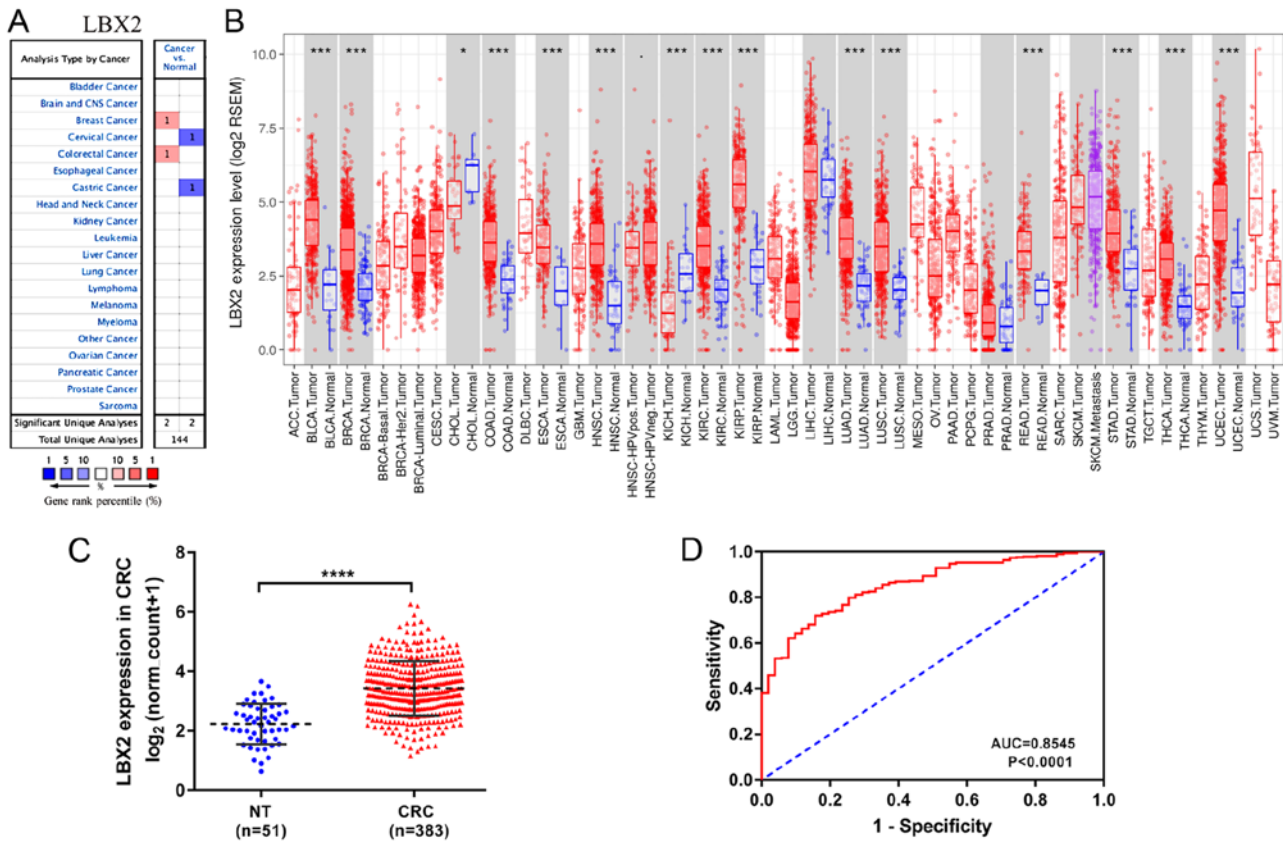 A
LBX2
Analysis Type by Cancer
Cancer
vs.
Normal
Bladder Cancer
Brain and CNS Cancer
Breast Cancer
1
Cervical Cancer
1
Colorectal Cancer
1
Esophageal Cancer
Gastric Cancer
1
Head and Neck Cancer
Kidney Cancer
Leukemia
Liver Cancer
Lung Cancer
Lymphoma
Melanoma
Myeloma
Other Cancer
Ovarian Cancer
Pancreatic Cancer
Prostate Cancer
Sarcoma
Significant Unique Analyses 2 2
Total Unique Analyses 144
1 5 10 10 5 1
%
Gene rank percentile (%)
B
LBX2 expression level (log2 RSEM)
10.0
7.5
5.0
2.5
0.0
*** *** * *** *** *** . *** *** *** *** *** *** *** *** ***
ACC.Tumor
BLCA.Tumor
BLCA.Normal
BRCA.Tumor
BRCA.Normal
BRCA-Basal.Tumor
BRCA-Her2.Tumor
BRCA-Luminal.Tumor
CESC.Tumor
CHOL.Tumor
CHOL.Normal
COAD.Tumor
COAD.Normal
DLBC.Tumor
ESCA.Tumor
ESCA.Normal
GBM.Tumor
HNSC.Tumor
HNSC.Normal
HNSC-HPVpos.Tumor
HNSC-HPVneg.Tumor
KICH.Tumor
KICH.Normal
KIRC.Tumor
KIRC.Normal
KIRP.Tumor
KIRP.Normal
LAML.Tumor
LGG.Tumor
LIHC.Tumor
LIHC.Normal
LUAD.Tumor
LUAD.Normal
LUSC.Tumor
LUSC.Normal
MESO.Tumor
OV.Tumor
PAAD.Tumor
PCPG.Tumor
PRAD.Tumor
PRAD.Normal
READ.Tumor
READ.Normal
SARC.Tumor
SKCM.Tumor
SKCM.Metastasis
STAD.Tumor
STAD.Normal
TGCT.Tumor
THCA.Tumor
THCA.Normal
THYM.Tumor
UCEC.Tumor
UCEC.Normal
UCS.Tumor
UVM.Tumor
C
LBX2 expression in CRC
log2 (norm_count+1)
8
6
4
2
0
****
NT
(n=51)
CRC
(n=383)
D
Sensitivity
1.0
0.8
0.6
0.4
0.2
0.0
AUC=0.8545
P<0.0001
0.0 0.2 0.4 0.6 0.8 1.0
1 - Specificity